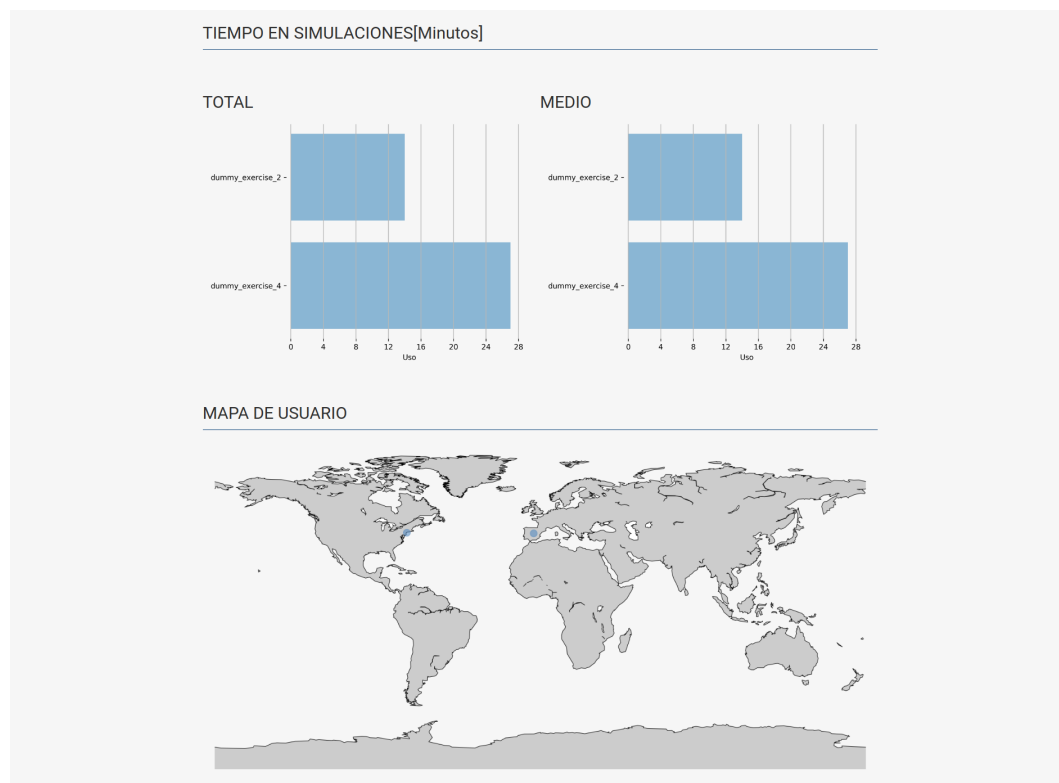 TIEMPO EN SIMULACIONES[Minutos]
TOTAL
dummy_exercise_2
dummy_exercise_4
0 4 8 12 16 20 24 28
Uso
MEDIO
dummy_exercise_2
dummy_exercise_4
0 4 8 12 16 20 24 28
Uso
MAPA DE USUARIO